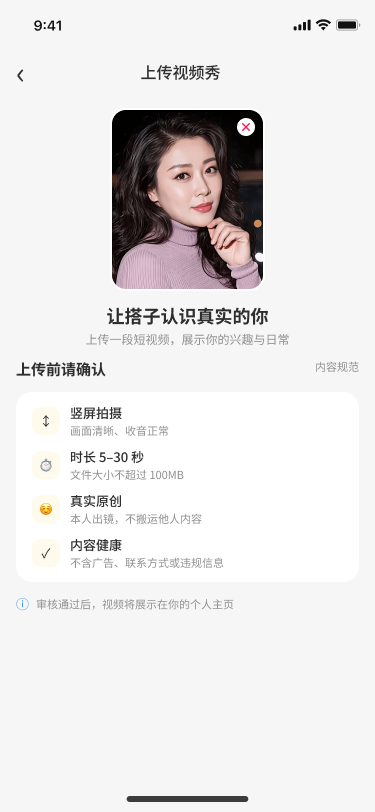 9:41
上传视频秀
让搭子认识真实的你
上传一段短视频，展示你的兴趣与日常
上传前请确认
内容规范
竖屏拍摄
画面清晰、收音正常
时长 5–30 秒
文件大小不超过 100MB
真实原创
本人出镜，不搬运他人内容
内容健康
不含广告、联系方式或违规信息
审核通过后，视频将展示在你的个人主页